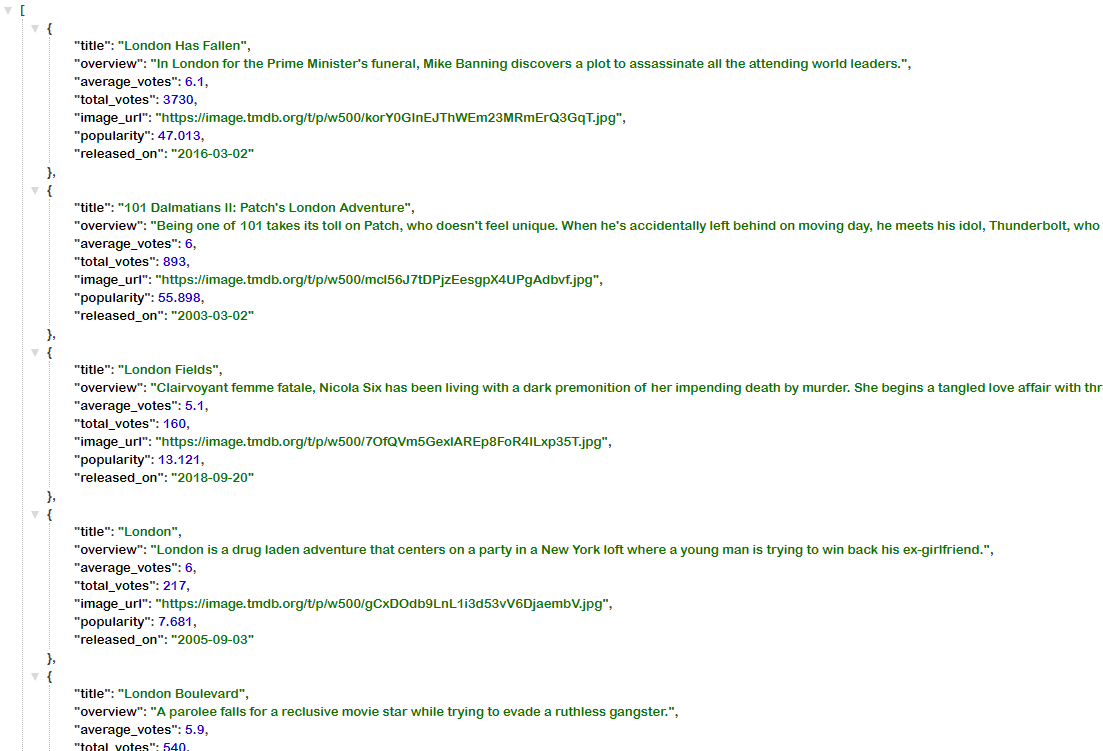 [
{
"title": "London Has Fallen",
"overview": "In London for the Prime Minister's funeral, Mike Banning discovers a plot to assassinate all the attending world leaders.",
"average_votes": 6.1,
"total_votes": 3730,
"image_url": "https://image.tmdb.org/t/p/w500/korY0GlnEJThWEm23MRmErQ3GqT.jpg",
"popularity": 47.013,
"released_on": "2016-03-02"
},
{
"title": "101 Dalmatians II: Patch's London Adventure",
"overview": "Being one of 101 takes its toll on Patch, who doesn't feel unique. When he's accidentally left behind on moving day, he meets his idol, Thunderbolt, who
"average_votes": 6,
"total_votes": 893,
"image_url": "https://image.tmdb.org/t/p/w500/mcl56J7tDPjzEesgpX4UPgAdbvf.jpg",
"popularity": 55.898,
"released_on": "2003-03-02"
},
{
"title": "London Fields",
"overview": "Clairvoyant femme fatale, Nicola Six has been living with a dark premonition of her impending death by murder. She begins a tangled love affair with thr
"average_votes": 5.1,
"total_votes": 160,
"image_url": "https://image.tmdb.org/t/p/w500/7OfQVm5GexlAREp8FoR4lLxp35T.jpg",
"popularity": 13.121,
"released_on": "2018-09-20"
},
{
"title": "London",
"overview": "London is a drug laden adventure that centers on a party in a New York loft where a young man is trying to win back his ex-girlfriend.",
"average_votes": 6,
"total_votes": 217,
"image_url": "https://image.tmdb.org/t/p/w500/gCxDOdb9LnL1i3d53vV6DjaembV.jpg",
"popularity": 7.681,
"released_on": "2005-09-03"
},
{
"title": "London Boulevard",
"overview": "A parolee falls for a reclusive movie star while trying to evade a ruthless gangster.",
"average_votes": 5.9,
"total_votes": 540,